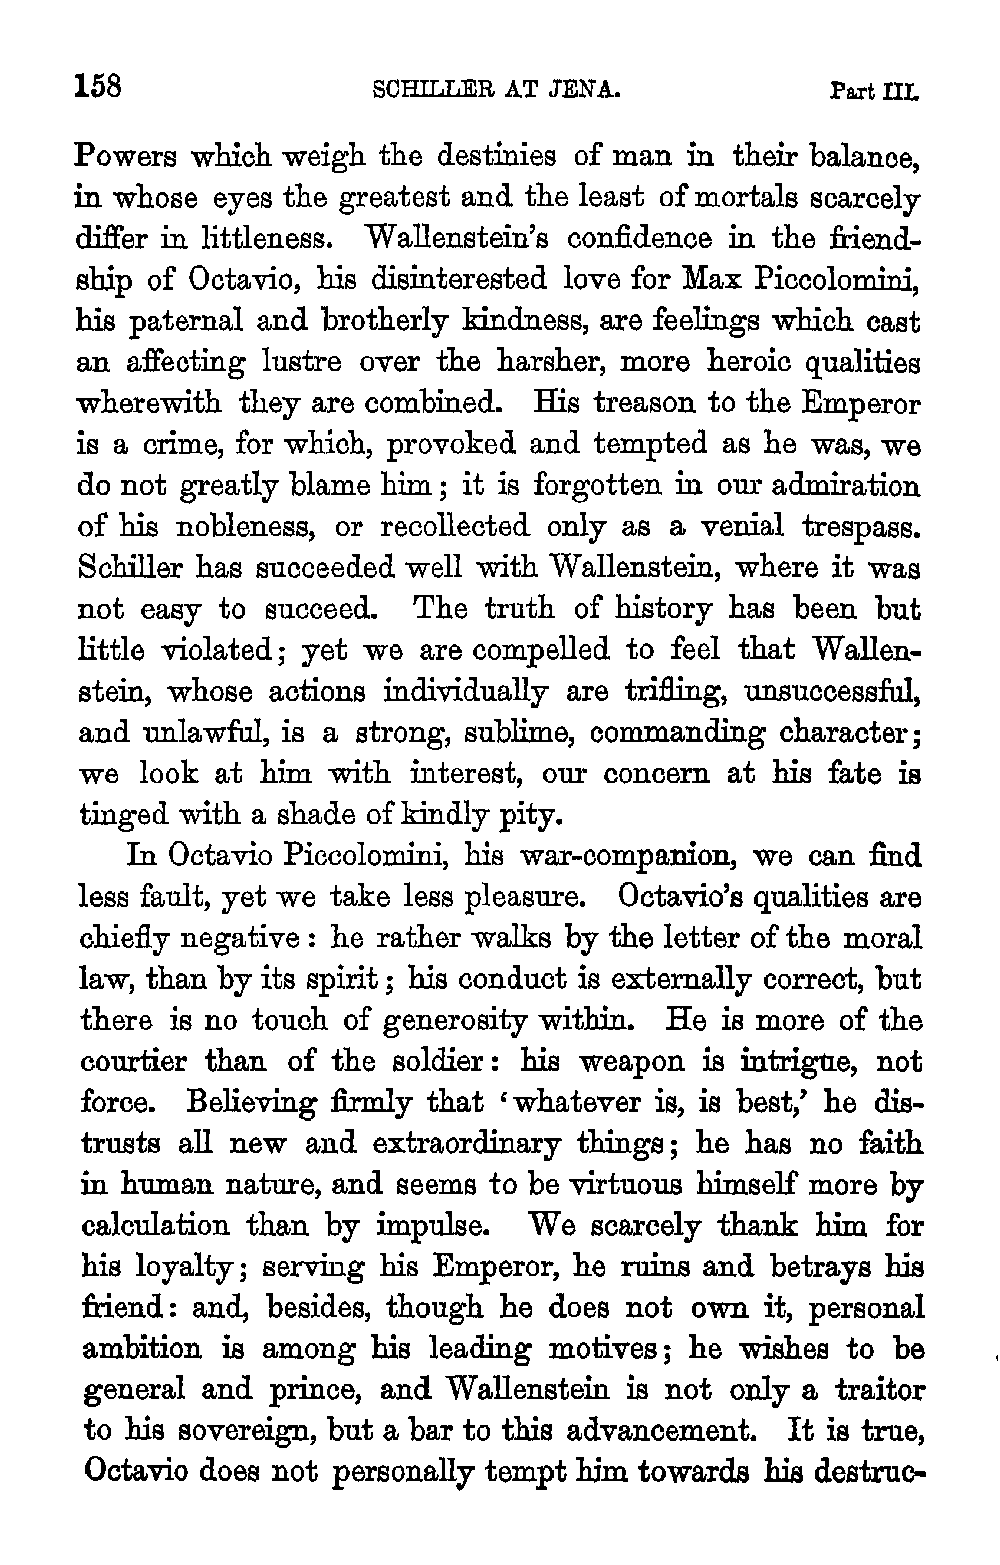 158 SCHILLER AT JENA. Part III.
Powers which weigh the destinies of man in their balance,
in whose eyes the greatest and the least of mortals scarcely
differ in littleness. Wallenstein's confidence in the friend-
ship of Octavio, his disinterested love for Max Piccolomini,
his paternal and brotherly kindness, are feelings which cast
an affecting lustre over the harsher, more heroic qualities
wherewith they are combined. His treason to the Emperor
is a crime, for which, provoked and tempted as he was, we
do not greatly blame him; it is forgotten in our admiration
of his nobleness, or recollected only as a venial trespass.
Schiller has succeeded well with Wallenstein, where it was
not easy to succeed. The truth of history has been but
little violated; yet we are compelled to feel that Wallen-
stein, whose actions individually are trifling, unsuccessful,
and unlawful, is a strong, sublime, commanding character;
we look at him with interest, our concern at his fate is
tinged with a shade of kindly pity.
In Octavio Piccolomini, his war-companion, we can find
less fault, yet we take less pleasure. Octavio's qualities are
chiefly negative: he rather walks by the letter of the moral
law, than by its spirit; his conduct is externally correct, but
there is no touch of generosity within. He is more of the
courtier than of the soldier: his weapon is intrigue, not
force. Believing firmly that 'whatever is, is best,' he dis-
trusts all new and extraordinary things; he has no faith
in human nature, and seems to be virtuous himself more by
calculation than by impulse. We scarcely thank him for
his loyalty; serving his Emperor, he ruins and betrays his
friend: and, besides, though he does not own it, personal
ambition is among his leading motives; he wishes to be
general and prince, and Wallenstein is not only a traitor
to his sovereign, but a bar to this advancement. It is true,
Octavio does not personally tempt him towards his destruc-